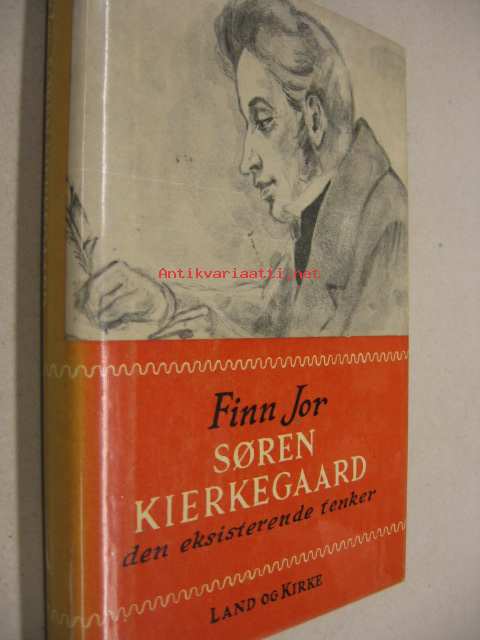 Antikvariaatti.net
Finn Jor
SØREN
KIERKEGAARD
den eksisterende tenker
LAND OG KIRKE